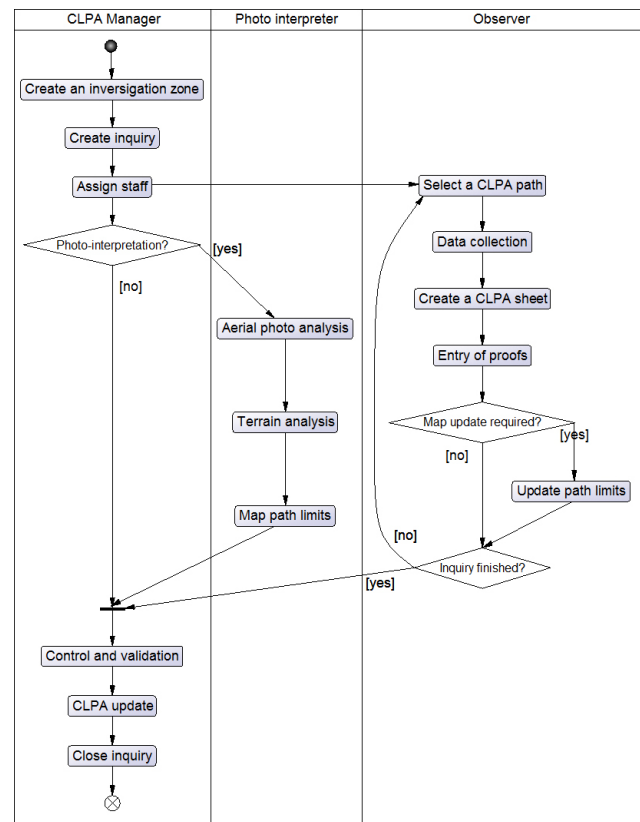 CLPA Manager
Photo interpreter
Observer
Create an inversigation zone
Create inquiry
Assign staff
Select a CLPA path
Photo-interpretation?
[yes]
[no]
Data collection
Create a CLPA sheet
Aerial photo analysis
Entry of proofs
Terrain analysis
Map update required?
[yes]
[no]
Update path limits
Map path limits
[no]
Inquiry finished?
[yes]
Control and validation
CLPA update
Close inquiry